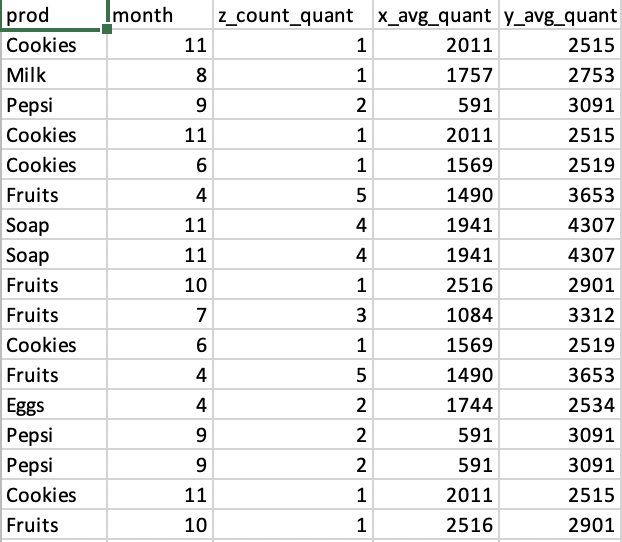 prod month z_count_quant x_avg_quant y_avg_quant
Cookies 11 1 2011 2515
Milk 8 1 1757 2753
Pepsi 9 2 591 3091
Cookies 11 1 2011 2515
Cookies 6 1 1569 2519
Fruits 4 5 1490 3653
Soap 11 4 1941 4307
Soap 11 4 1941 4307
Fruits 10 1 2516 2901
Fruits 7 3 1084 3312
Cookies 6 1 1569 2519
Fruits 4 5 1490 3653
Eggs 4 2 1744 2534
Pepsi 9 2 591 3091
Pepsi 9 2 591 3091
Cookies 11 1 2011 2515
Fruits 10 1 2516 2901